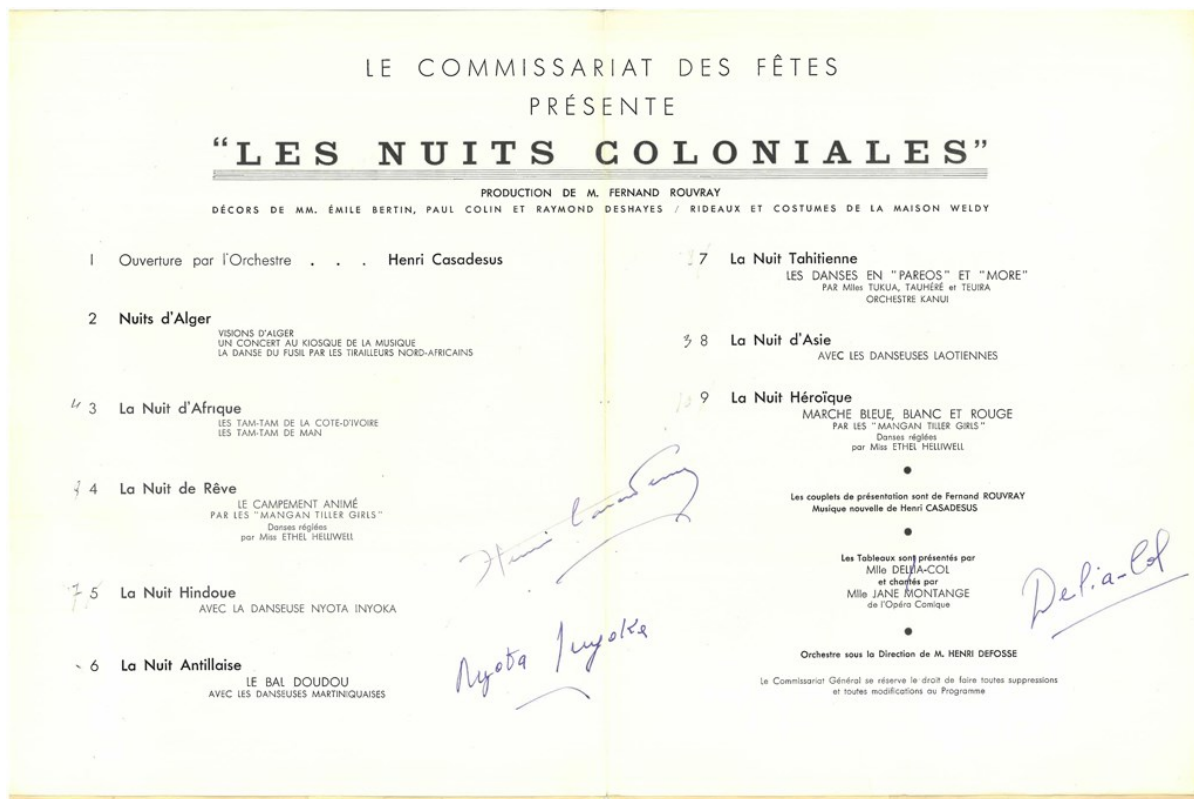 LE COMMISSARIAT DES FÊTES
PRÉSENTE
"LES NUITS COLONIALES"
PRODUCTION DE M. FERNAND ROUVRAY
DÉCORS DE MM. ÉMILE BERTIN, PAUL COLIN ET RAYMOND DESHAYES / RIDEAUX ET COSTUMES DE LA MAISON WELDY
1 Ouverture par l'Orchestre . . . Henri Casadesus
2 Nuits d'Alger
VISIONS D'ALGER
UN CONCERT AU KIOSQUE DE LA MUSIQUE
LA DANSE DU FUSIL PAR LES TIRAILLEURS NORD-AFRICAINS
4 3 La Nuit d'Afrique
LES TAM-TAM DE LA COTE-D'IVOIRE
LES TAM-TAM DE MAN
4 La Nuit de Rêve
LE CAMPEMENT ANIMÉ
PAR LES "MANGAN TILLER GIRLS"
Danses réglées
par Miss ETHEL HELLIWELL
7 5 La Nuit Hindoue
AVEC LA DANSEUSE NYOTA INYOKA
6 La Nuit Antillaise
LE BAL DOUDOU
AVEC LES DANSEUSES MARTINIQUAISES
Henri Casadesus
Nyota Inyoka
7 La Nuit Tahitienne
LES DANSES EN "PAREOS" ET "MORE"
PAR Mlles TUKUA, TAUHÉRÉ et TEUIRA
ORCHESTRE KANUI
3 8 La Nuit d'Asie
AVEC LES DANSEUSES LAOTIENNES
9 La Nuit Héroïque
MARCHE BLEUE, BLANC ET ROUGE
PAR LES "MANGAN TILLER GIRLS"
Danses réglées
par Miss ETHEL HELLIWELL
Les couplets de présentation sont de Fernand ROUVRAY
Musique nouvelle de Henri CASADESUS
Les Tableaux sont présentés par
Mlle DELIA-COL
et chantés par
Mlle JANE MONTANGE
de l'Opéra Comique
Delia-Col
Orchestre sous la Direction de M. HENRI DEFOSSE
Le Commissariat Général se réserve le droit de faire toutes suppressions
et toutes modifications au Programme